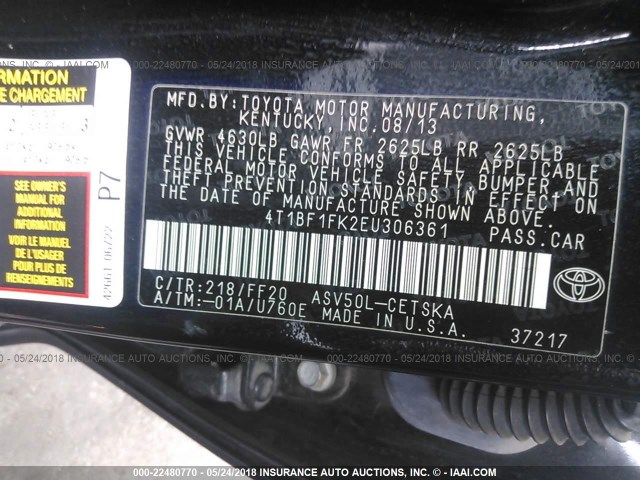 000-22480770 - 05/24/2018 INSURANCE AUTO AUCTIONS, INC. - © - IAAI.COM
MFD.BY:TOYOTA MOTOR MANUFACTURING,
KENTUCKY, INC.08/13
GVWR 4630LB GAWR FR 2625LB RR 2625LB
THIS VEHICLE CONFORMS TO ALL APPLICABLE
FEDERAL MOTOR VEHICLE SAFETY,BUMPER,AND
THEFT PREVENTION STANDARDS IN EFFECT ON
THE DATE OF MANUFACTURE SHOWN ABOVE.
4T1BF1FK2EU306361
PASS.CAR
C/TR:218/FF20 ASV50L-CETSKA
A/TM:-01A/U760E MADE IN U.S.A.
37217
TOYOTA
E CHARGEMENT
SEE OWNER'S
MANUAL FOR
ADDITIONAL
INFORMATION
VOIR LE MANUEL
DE L'USAGER
POUR PLUS DE
RENSEIGNEMENTS
P7
42661 06/22
000-22480770 - 05/24/2018 INSURANCE AUTO AUCTIONS, INC. - © - IAAI.COM
000-22480770 - 05/24/2018 INSURANCE AUTO AUCTIONS, INC. - © - IAAI.COM